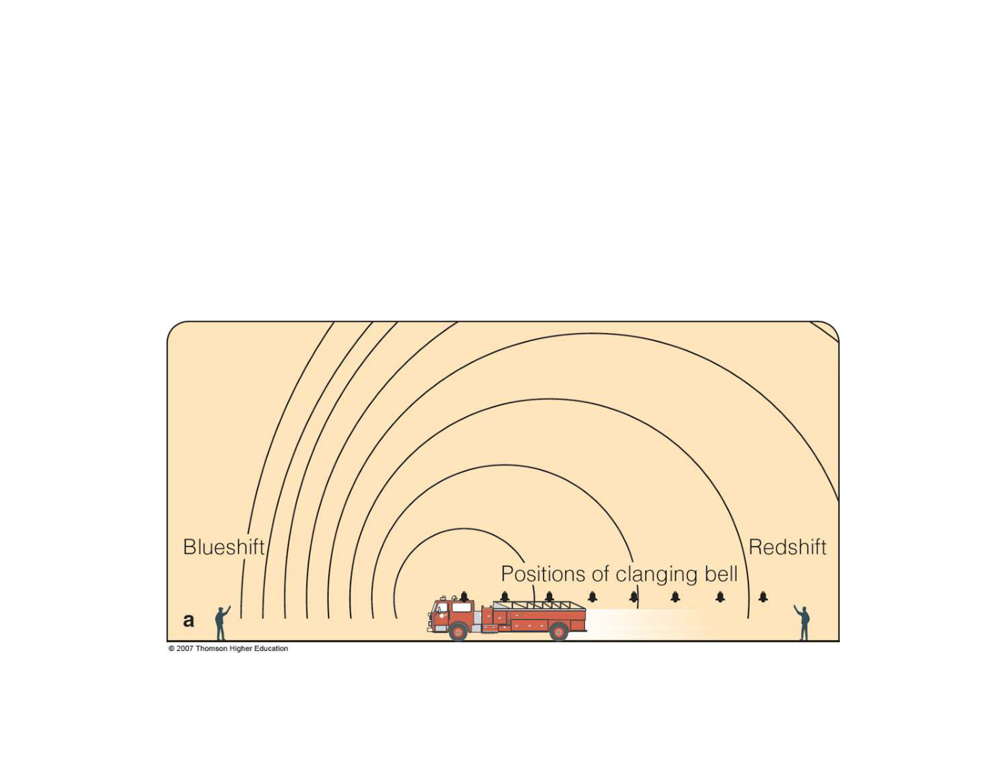 Blueshift
Redshift
Positions of clanging bell
a
© 2007 Thomson Higher Education